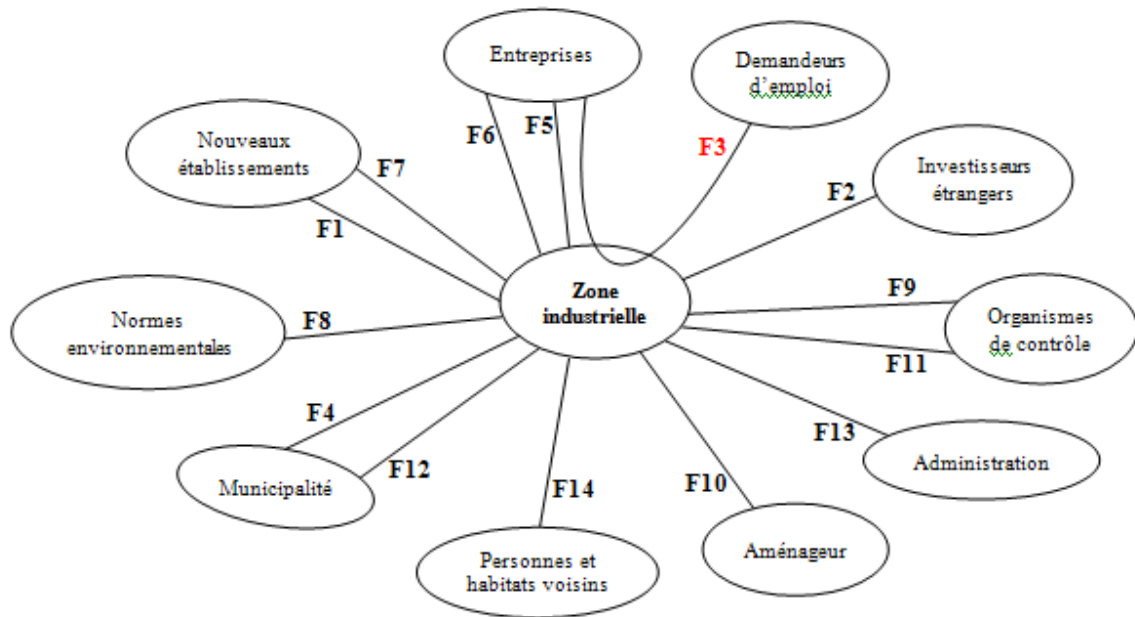 Entreprises
Demandeurs
d'emploi
F6
F5
F3
Nouveaux
établissements
F7
F1
Investisseurs
étrangers
F2
Zone
industrielle
F9
Organismes
de contrôle
F11
Normes
environnementales
F8
F4
F12
Municipalité
F13
Administration
F14
F10
Personnes et
habitats voisins
Aménageur